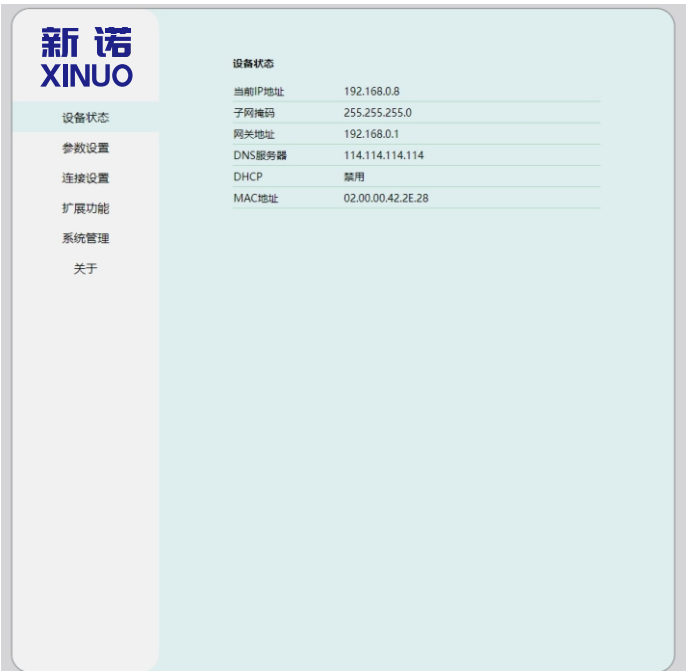 新诺
XINUO
设备状态
参数设置
连接设置
扩展功能
系统管理
关于
设备状态
当前IP地址 192.168.0.8
子网掩码 255.255.255.0
网关地址 192.168.0.1
DNS服务器 114.114.114.114
DHCP 禁用
MAC地址 02.00.00.42.2E.28